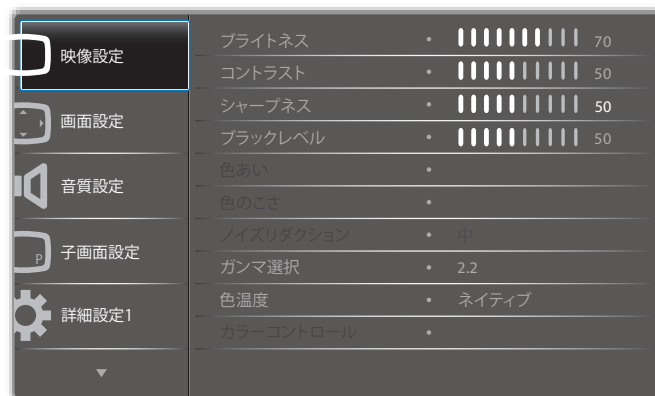 映像設定
画面設定
音質設定
P
子画面設定
詳細設定1
ブライトネス • 70
コントラスト • 50
シャープネス • 50
ブラックレベル • 50
色あい •
色のこさ •
ノイズリダクション • 中
ガンマ選択 • 2.2
色温度 • ネイティブ
カラーコントロール •